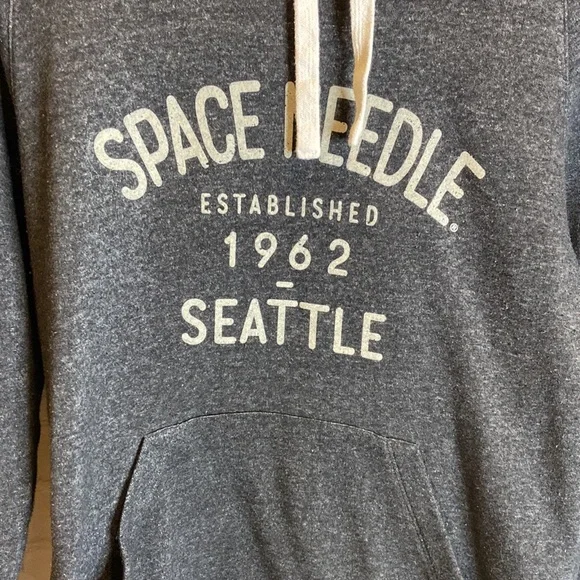 SPACE NEEDLE®
ESTABLISHED
1962
-
SEATTLE